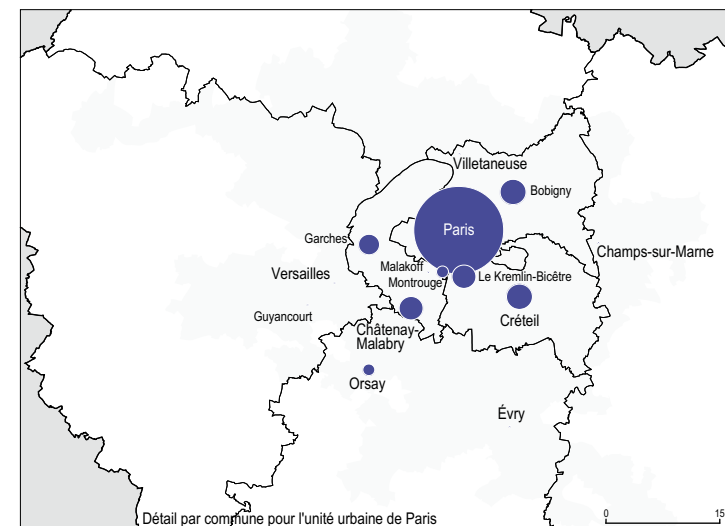 Villetaneuse
Bobigny
Paris
Garches
Champs-sur-Marne
Malakoff
Versailles
Le Kremlin-Bicêtre
Montrouge
Guyancourt
Créteil
Châtenay-
Malabry
Orsay
Évry
Détail par commune pour l'unité urbaine de Paris
0 15